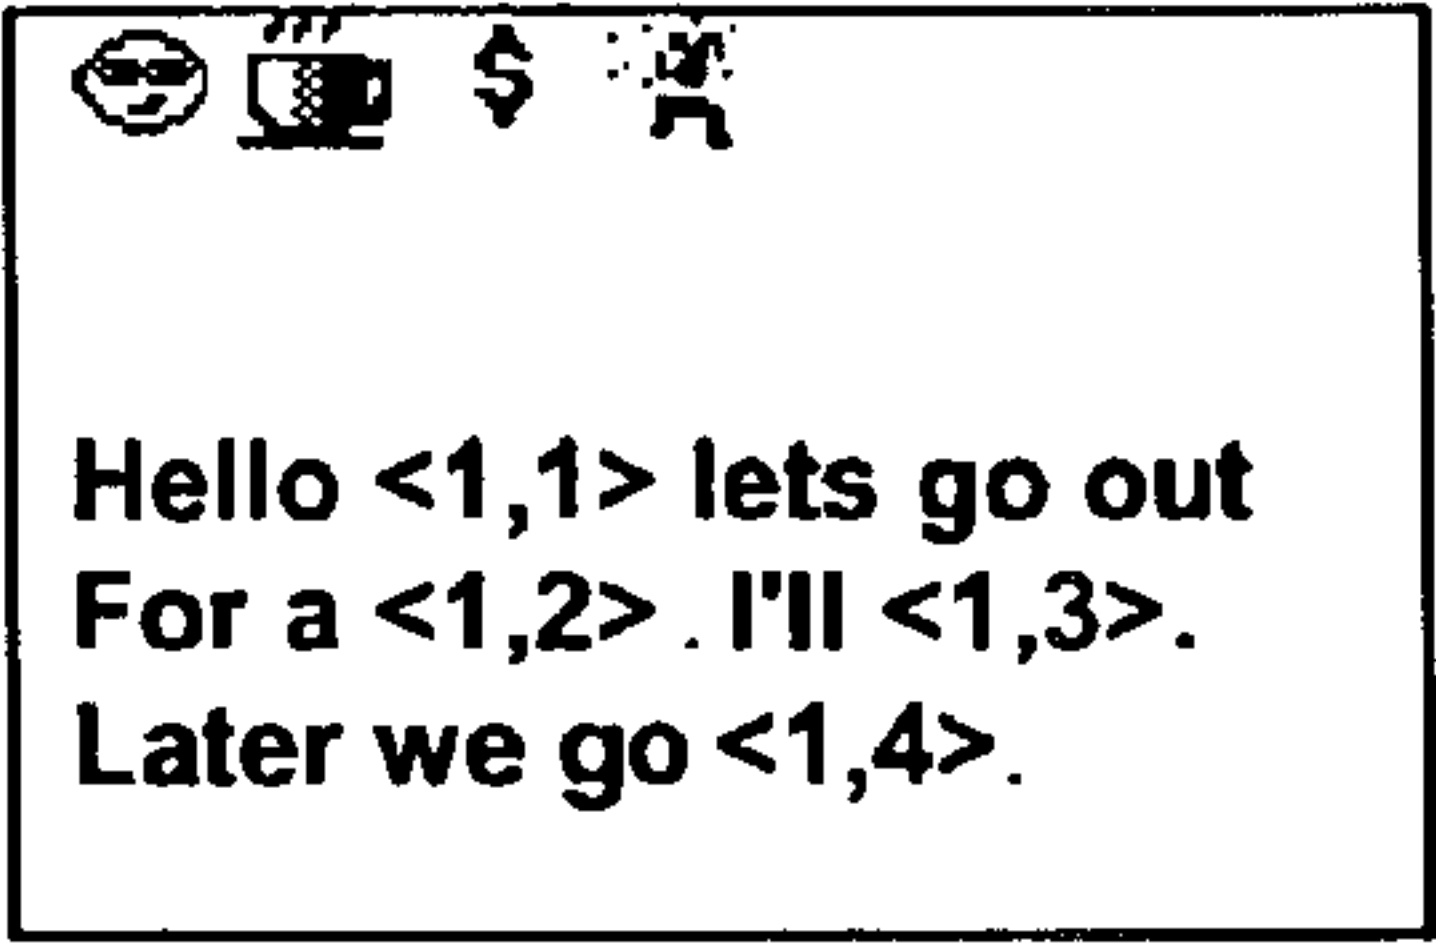 $
Hello <1,1> lets go out
For a <1,2> . I'll <1,3>.
Later we go <1,4>.